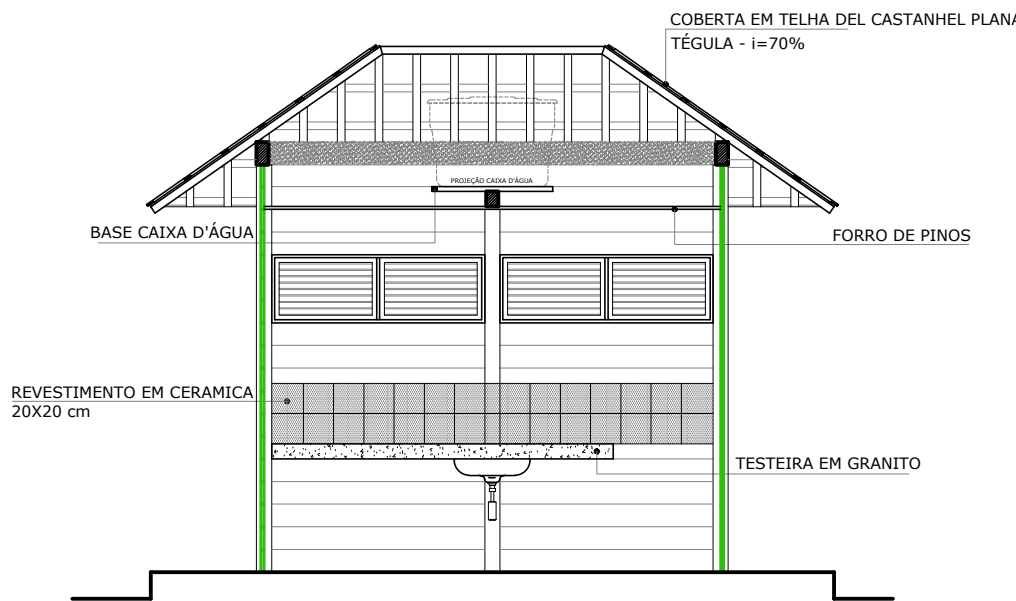 COBERTA EM TELHA DEL CASTANHEL PLANA
TÉGULA - i=70%
PROJEÇÃO CAIXA D'ÁGUA
BASE CAIXA D'ÁGUA
FORRO DE PINOS
REVESTIMENTO EM CERAMICA
20X20 cm
TESTEIRA EM GRANITO